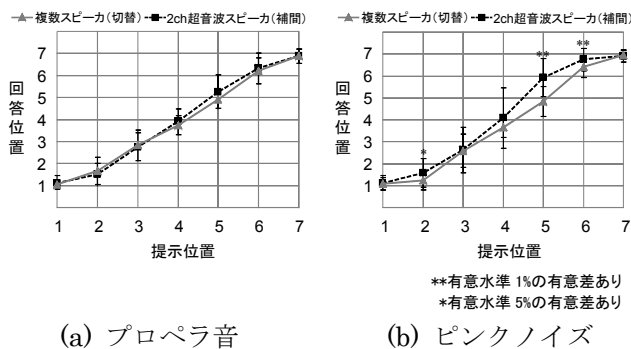 複数スピーカ(切替) 2ch超音波スピーカ(補間)
回答位置
7
6
5
4
3
2
1
1 2 3 4 5 6 7
提示位置
(a) プロペラ音
複数スピーカ(切替) 2ch超音波スピーカ(補間)
回答位置
7
6
5
4
3
2
1
*
**
**
1 2 3 4 5 6 7
提示位置
**有意水準 1%の有意差あり
*有意水準 5%の有意差あり
(b) ピンクノイズ